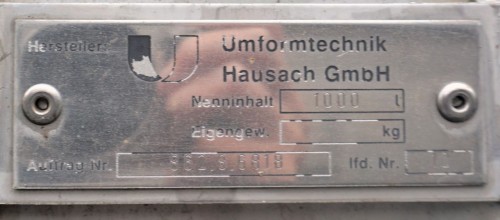 Hersteller: Umformtechnik
Hausach GmbH
Nenninhalt 1000 l
Eigengew. kg
Auftrag Nr. lfd. Nr.